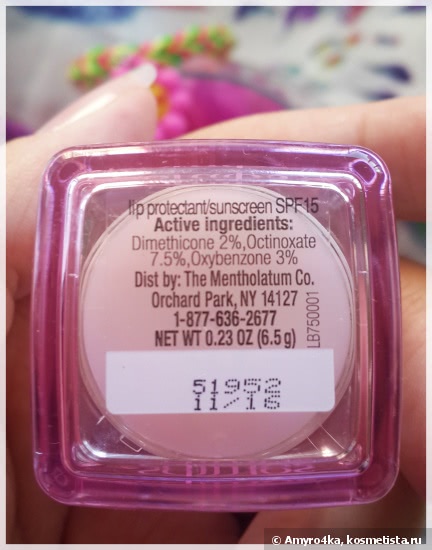 lip protectant/sunscreen SPF15
Active ingredients:
Dimethicone 2%,Octinoxate
7.5%,Oxybenzone 3%
Dist by: The Mentholatum Co.
Orchard Park, NY 14127
1-877-636-2677
NET WT 0.23 OZ (6.5g)
LB750001
51952
11/16
© Amyro4ka, kosmetista.ru